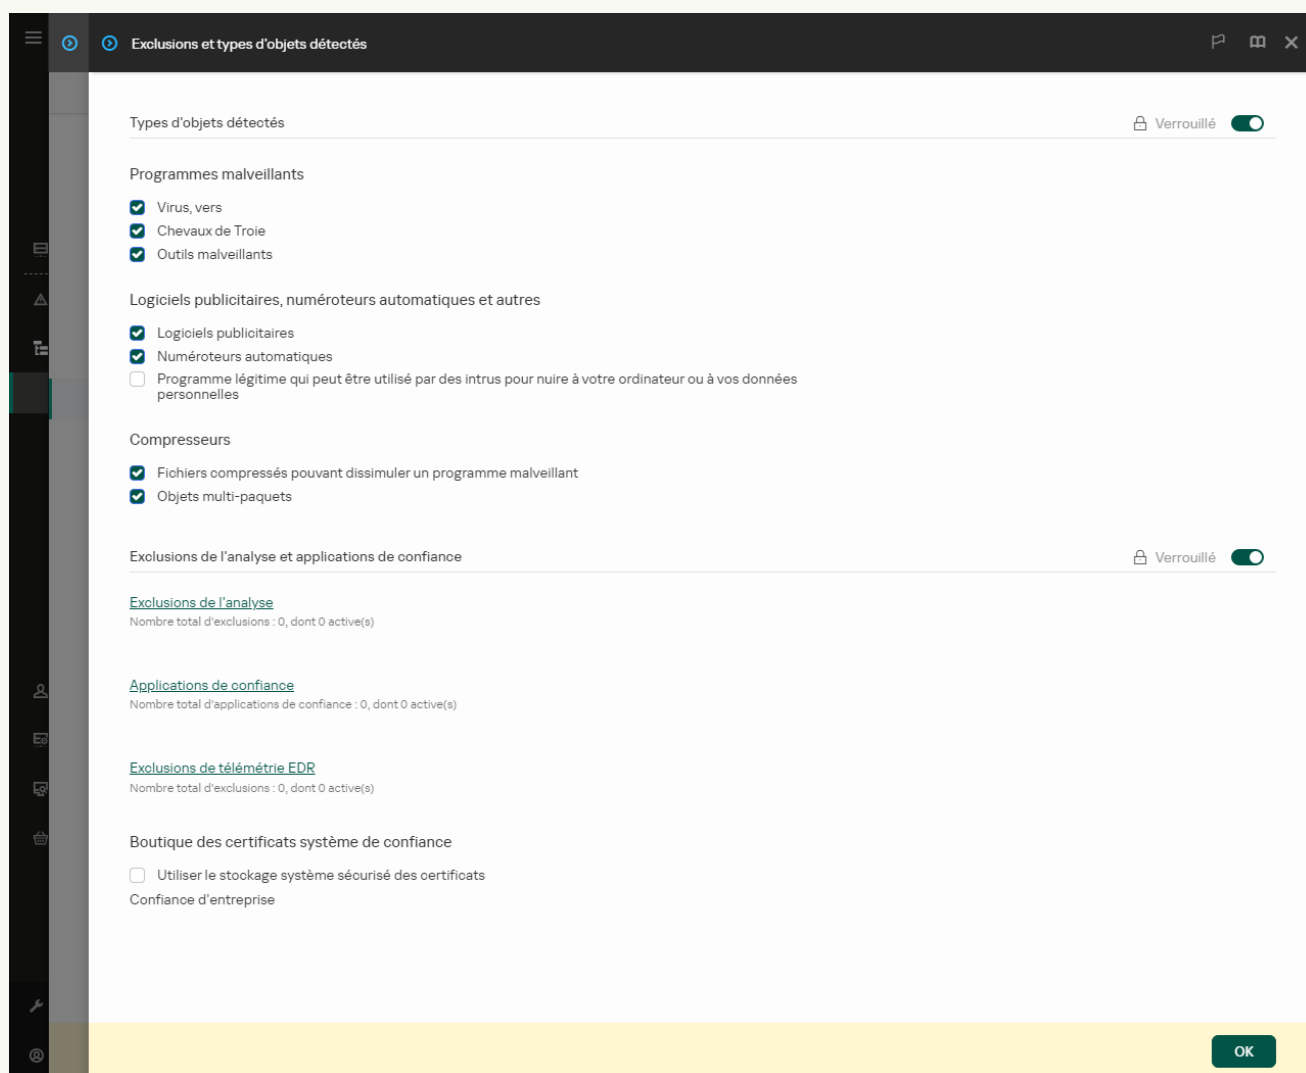 Exclusions et types d'objets détectés
Types d'objets détectés
Verrouillé
Programmes malveillants
Virus, vers
Chevaux de Troie
Outils malveillants
Logiciels publicitaires, numéroteurs automatiques et autres
Logiciels publicitaires
Numéroteurs automatiques
Programme légitime qui peut être utilisé par des intrus pour nuire à votre ordinateur ou à vos données
personnelles
Compresseurs
Fichiers compressés pouvant dissimuler un programme malveillant
Objets multi-paquets
Exclusions de l'analyse et applications de confiance
Verrouillé
Exclusions de l'analyse
Nombre total d'exclusions : 0, dont 0 active(s)
Applications de confiance
Nombre total d'applications de confiance : 0, dont 0 active(s)
Exclusions de télémétrie EDR
Nombre total d'exclusions : 0, dont 0 active(s)
Boutique des certificats système de confiance
Utiliser le stockage système sécurisé des certificats
Confiance d'entreprise
OK